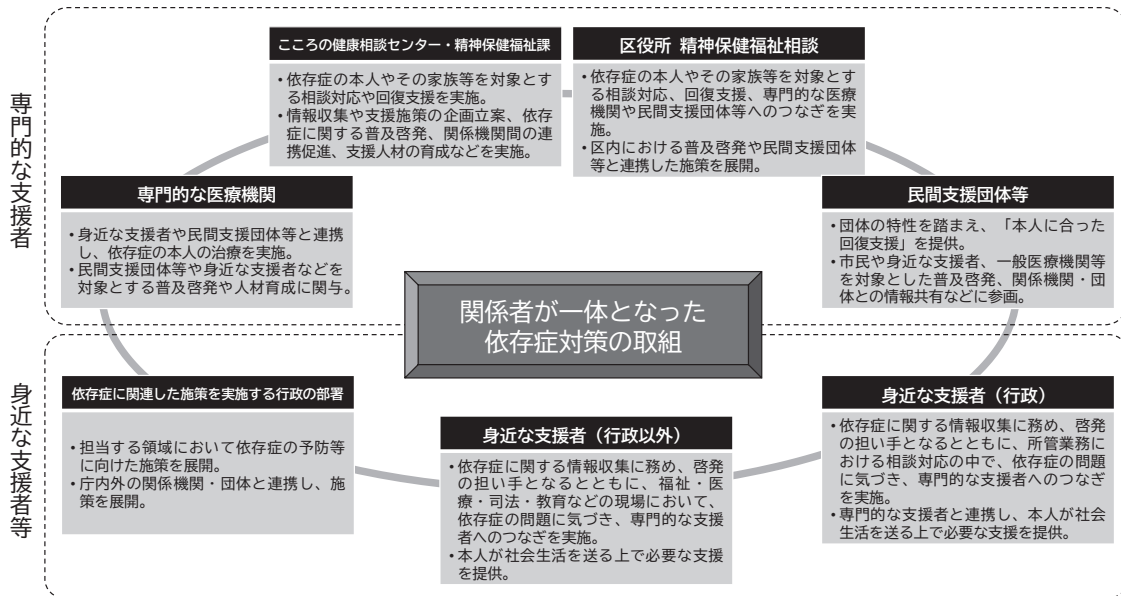 専門的な支援者
こころの健康相談センター・精神保健福祉課
・依存症の本人やその家族等を対象とす
る相談対応や回復支援を実施。
・情報収集や支援施策の企画立案、依存
症に関する普及啓発、関係機関間の連
携促進、支援人材の育成などを実施。
区役所 精神保健福祉相談
・依存症の本人やその家族等を対象とす
る相談対応、回復支援、専門的な医療
機関や民間支援団体等へのつなぎを実
施。
・区内における普及啓発や民間支援団体
等と連携した施策を展開。
専門的な医療機関
・身近な支援者や民間支援団体等と連携
し、依存症の本人の治療を実施。
・民間支援団体等や身近な支援者などを
対象とする普及啓発や人材育成に関与。
民間支援団体等
・団体の特性を踏まえ、「本人に合った
回復支援」を提供。
・市民や身近な支援者、一般医療機関等
を対象とした普及啓発、関係機関・団
体との情報共有などに参画。
関係者が一体となった
依存症対策の取組
身近な支援者等
依存症に関連した施策を実施する行政の部署
・担当する領域において依存症の予防等
に向けた施策を展開。
・庁内外の関係機関・団体と連携し、施
策を展開。
身近な支援者（行政以外）
・依存症に関する情報収集に務め、啓発
の担い手となるとともに、福祉・医
療・司法・教育などの現場において、
依存症の問題に気づき、専門的な支援
者へのつなぎを実施。
・本人が社会生活を送る上で必要な支援
を提供。
身近な支援者（行政）
・依存症に関する情報収集に務め、啓発
の担い手となるとともに、所管業務に
おける相談対応の中で、依存症の問題
に気づき、専門的な支援者へのつなぎ
を実施。
・専門的な支援者と連携し、本人が社会
生活を送る上で必要な支援を提供。